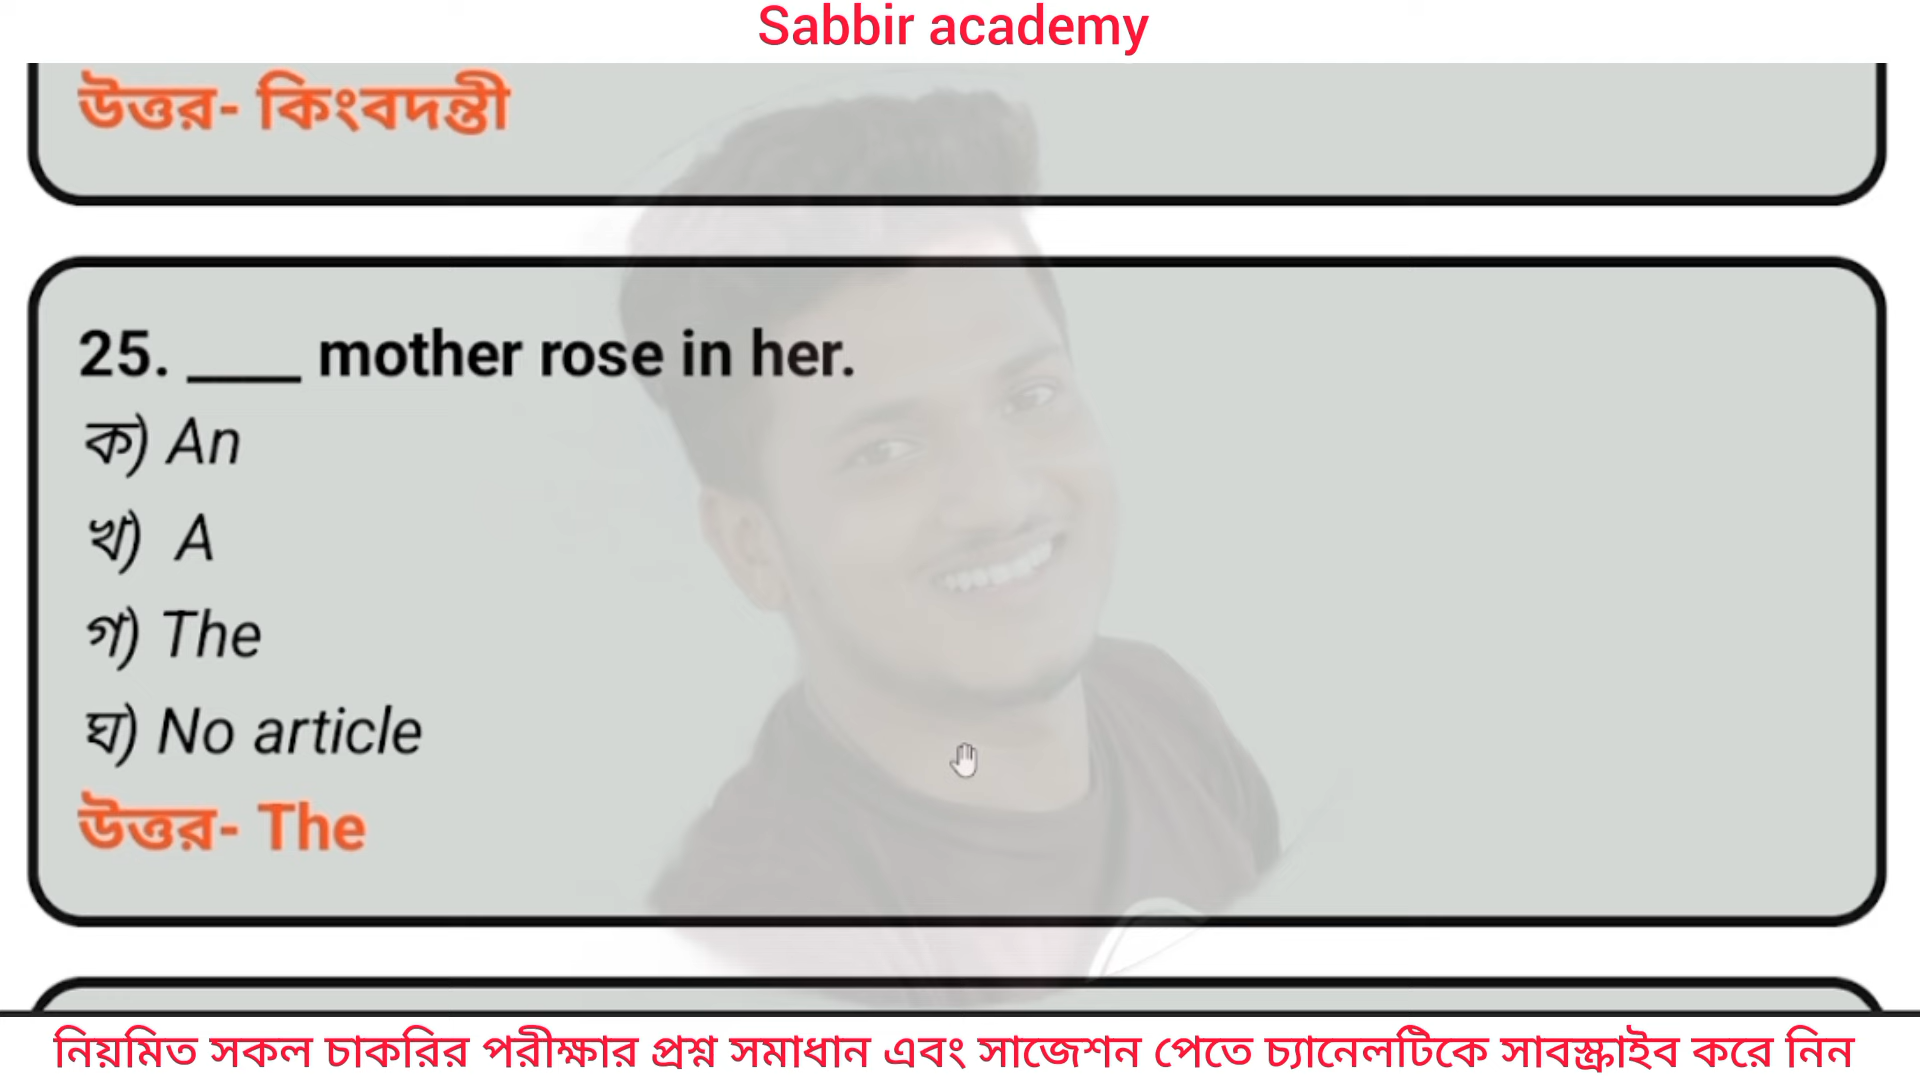 Sabbir academy
উত্তর- কিংবদন্তী
25. ____ mother rose in her.
ক) An
খ) A
গ) The
ঘ) No article
উত্তর- The
নিয়মিত সকল চাকরির পরীক্ষার প্রশ্ন সমাধান এবং সাজেশন পেতে চ্যানেলটিকে সাবস্ক্রাইব করে নিন